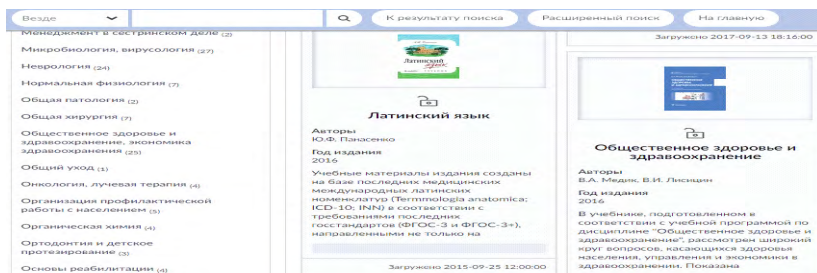 Везде
К результату поиска
Расширенный поиск
На главную
Менеджмент в сестринском деле (2)
Микробиология, вирусология (27)
Неврология (24)
Нормальная физиология (7)
Общая патология (2)
Общая хирургия (7)
Общественное здоровье и
здравоохранение, экономика
здравоохранения (25)
Общий уход (1)
Онкология, лучевая терапия (4)
Организация профилактической
работы с населением (5)
Органическая химия (4)
Ортодонтия и детское
протезирование (3)
Основы реабилитации (4)
Латинский
язык
Латинский язык
Авторы
Ю.Ф. Панасенко
Год издания
2016
Учебные материалы издания созданы
на базе последних медицинских
международных латинских
номенклатур (Termnologia anatomica;
ICD-10; INN) в соответствии с
требованиями последних
госстандартов (ФГОС-3 и ФГОС-3+),
направленными не только на
Загружено 2015-09-25 12:00:00
Загружено 2017-09-13 18:16:00
Общественное здоровье и
здравоохранение
Авторы
В.А. Медик, В.И. Лисицин
Год издания
2016
В учебнике, подготовленном в
соответствии с учебной программой по
дисциплине "Общественное здоровье и
здравоохранение", рассмотрен широкий
круг вопросов, касающихся здоровья
населения, управления и экономики в
здравоохранении. Показана